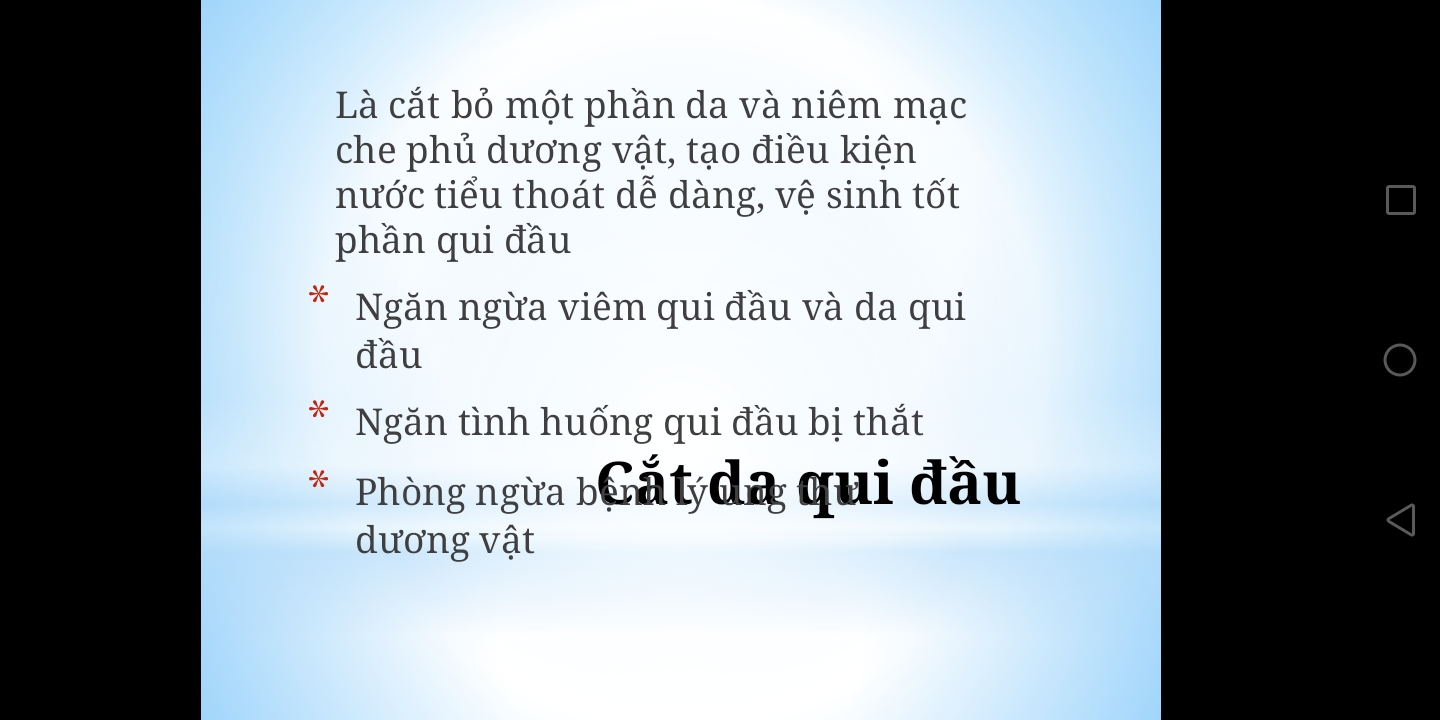 Là cắt bỏ một phần da và niêm mạc
che phủ dương vật, tạo điều kiện
nước tiểu thoát dễ dàng, vệ sinh tốt
phần qui đầu
* Ngăn ngừa viêm qui đầu và da qui
đầu
* Ngăn tình huống qui đầu bị thắt
* Phòng ngừa bệnh lý ung thư
dương vật
Cắt da qui đầu